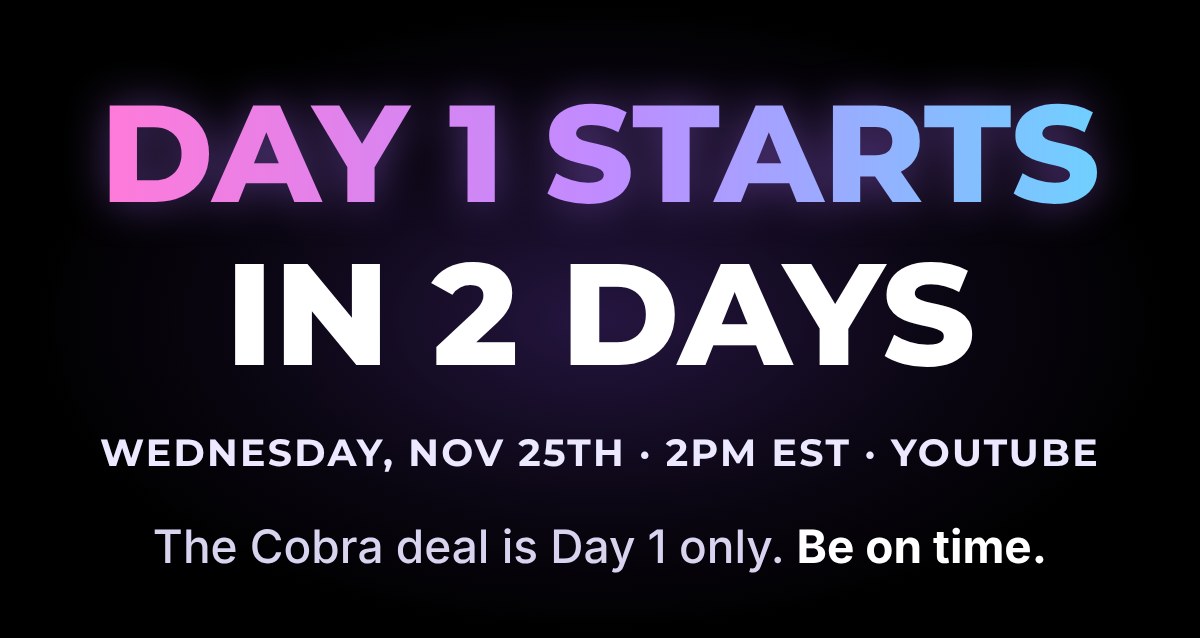 DAY 1 STARTS
IN 2 DAYS
WEDNESDAY, NOV 25TH · 2PM EST · YOUTUBE
The Cobra deal is Day 1 only. Be on time.